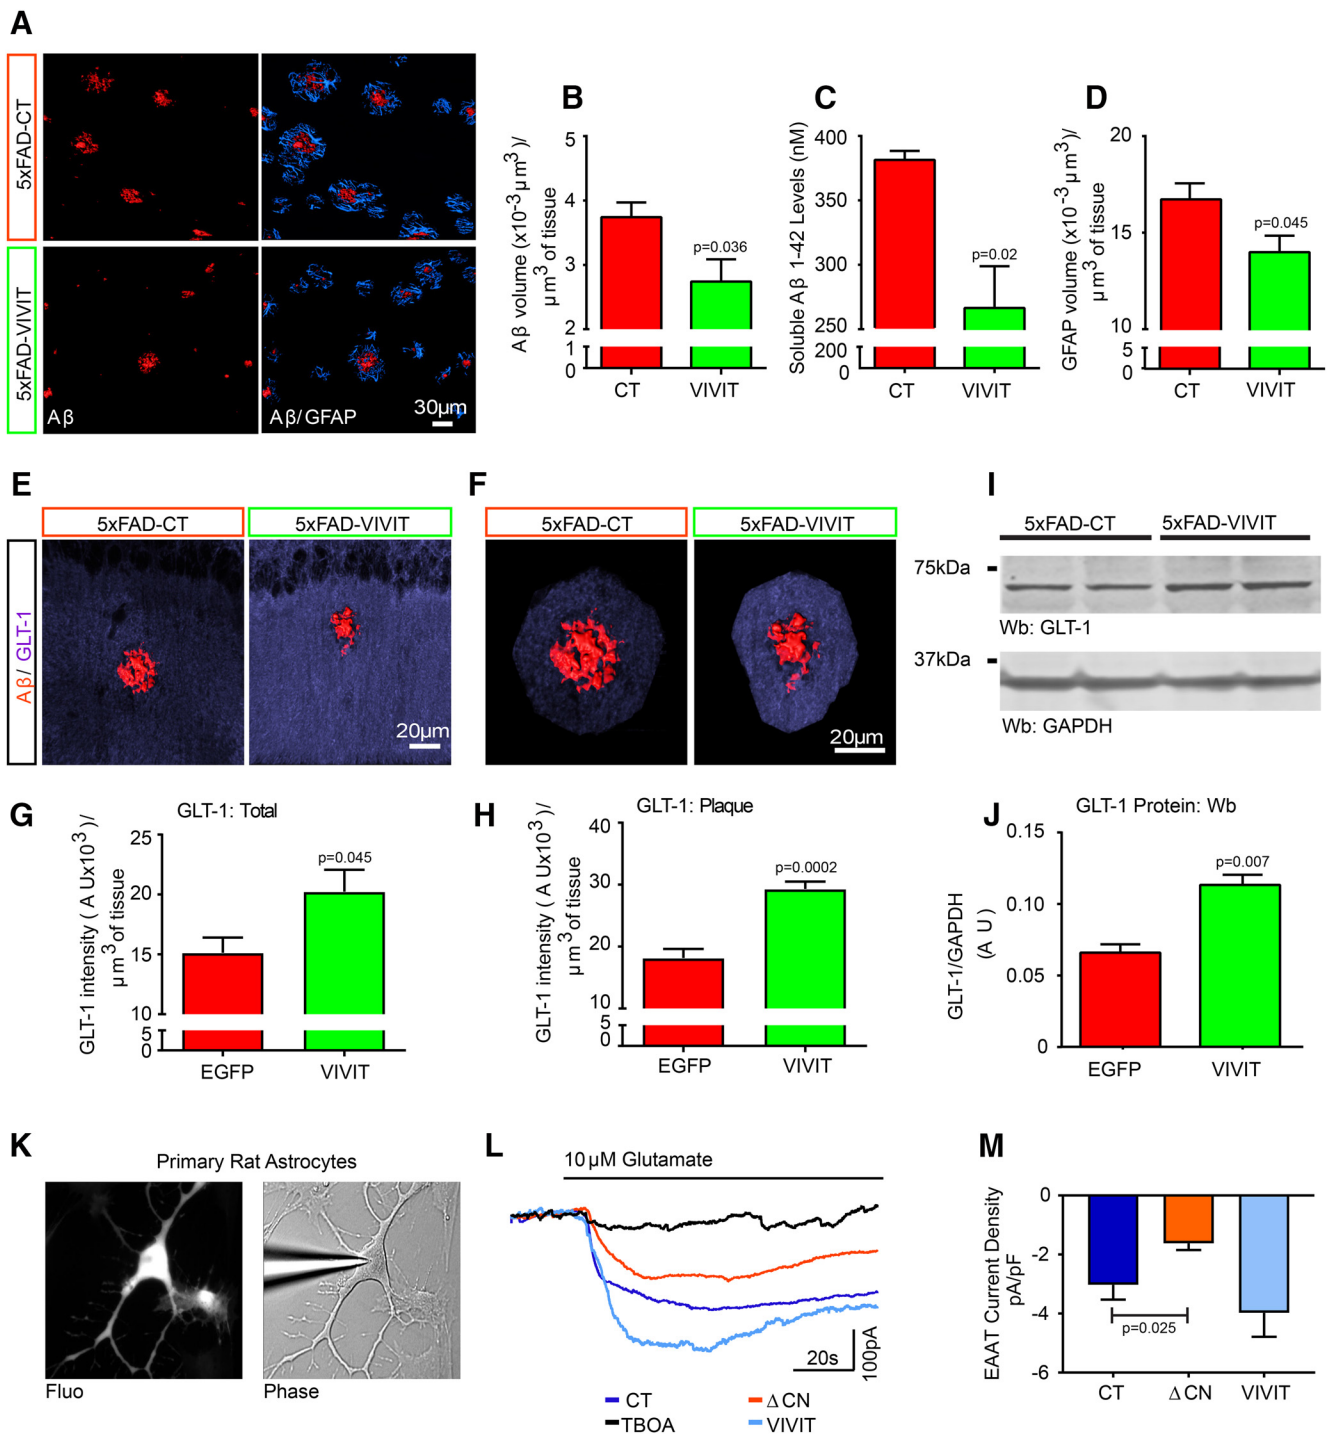 A
5xFAD-CT
5xFAD-VIVIT
Aβ
Aβ/GFAP
30μm
B
Aβ volume (x10⁻³ μm³)/
μm³ of tissue
5
4
3
2
1
0
p=0.036
CT
VIVIT
C
Soluble Aβ 1-42 Levels (nM)
400
350
300
250
200
0
p=0.02
CT
VIVIT
D
GFAP volume (x10⁻³ μm³)/
μm³ of tissue
20
15
10
5
0
p=0.045
CT
VIVIT
E
5xFAD-CT
5xFAD-VIVIT
Aβ/ GLT-1
20μm
F
5xFAD-CT
5xFAD-VIVIT
20μm
I
5xFAD-CT
5xFAD-VIVIT
75kDa
Wb: GLT-1
37kDa
Wb: GAPDH
G
GLT-1: Total
GLT-1 intensity ( A Ux10³)/
μm³ of tissue
25
20
15
10
5
0
p=0.045
EGFP
VIVIT
H
GLT-1: Plaque
GLT-1 intensity ( A Ux10³)/
μm³ of tissue
40
30
20
10
5
0
p=0.0002
EGFP
VIVIT
J
GLT-1 Protein: Wb
GLT-1/GAPDH
(A U)
0.15
0.10
0.05
0
p=0.007
EGFP
VIVIT
K
Primary Rat Astrocytes
Fluo
Phase
L
10 μM Glutamate
20s
100pA
CT
ΔCN
TBOA
VIVIT
M
EAAT Current Density
pA/pF
0
-2
-4
-6
p=0.025
CT
ΔCN
VIVIT